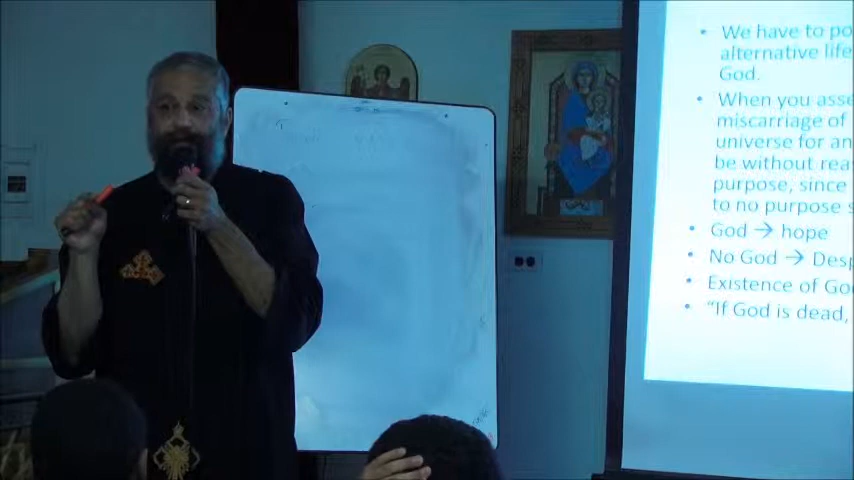 • We have to po
alternative life
God.
• When you asse
miscarriage of
universe for an
be without reas
purpose, since
to no purpose s
• God → hope
• No God → Desp
• Existence of Go
• "If God is dead,